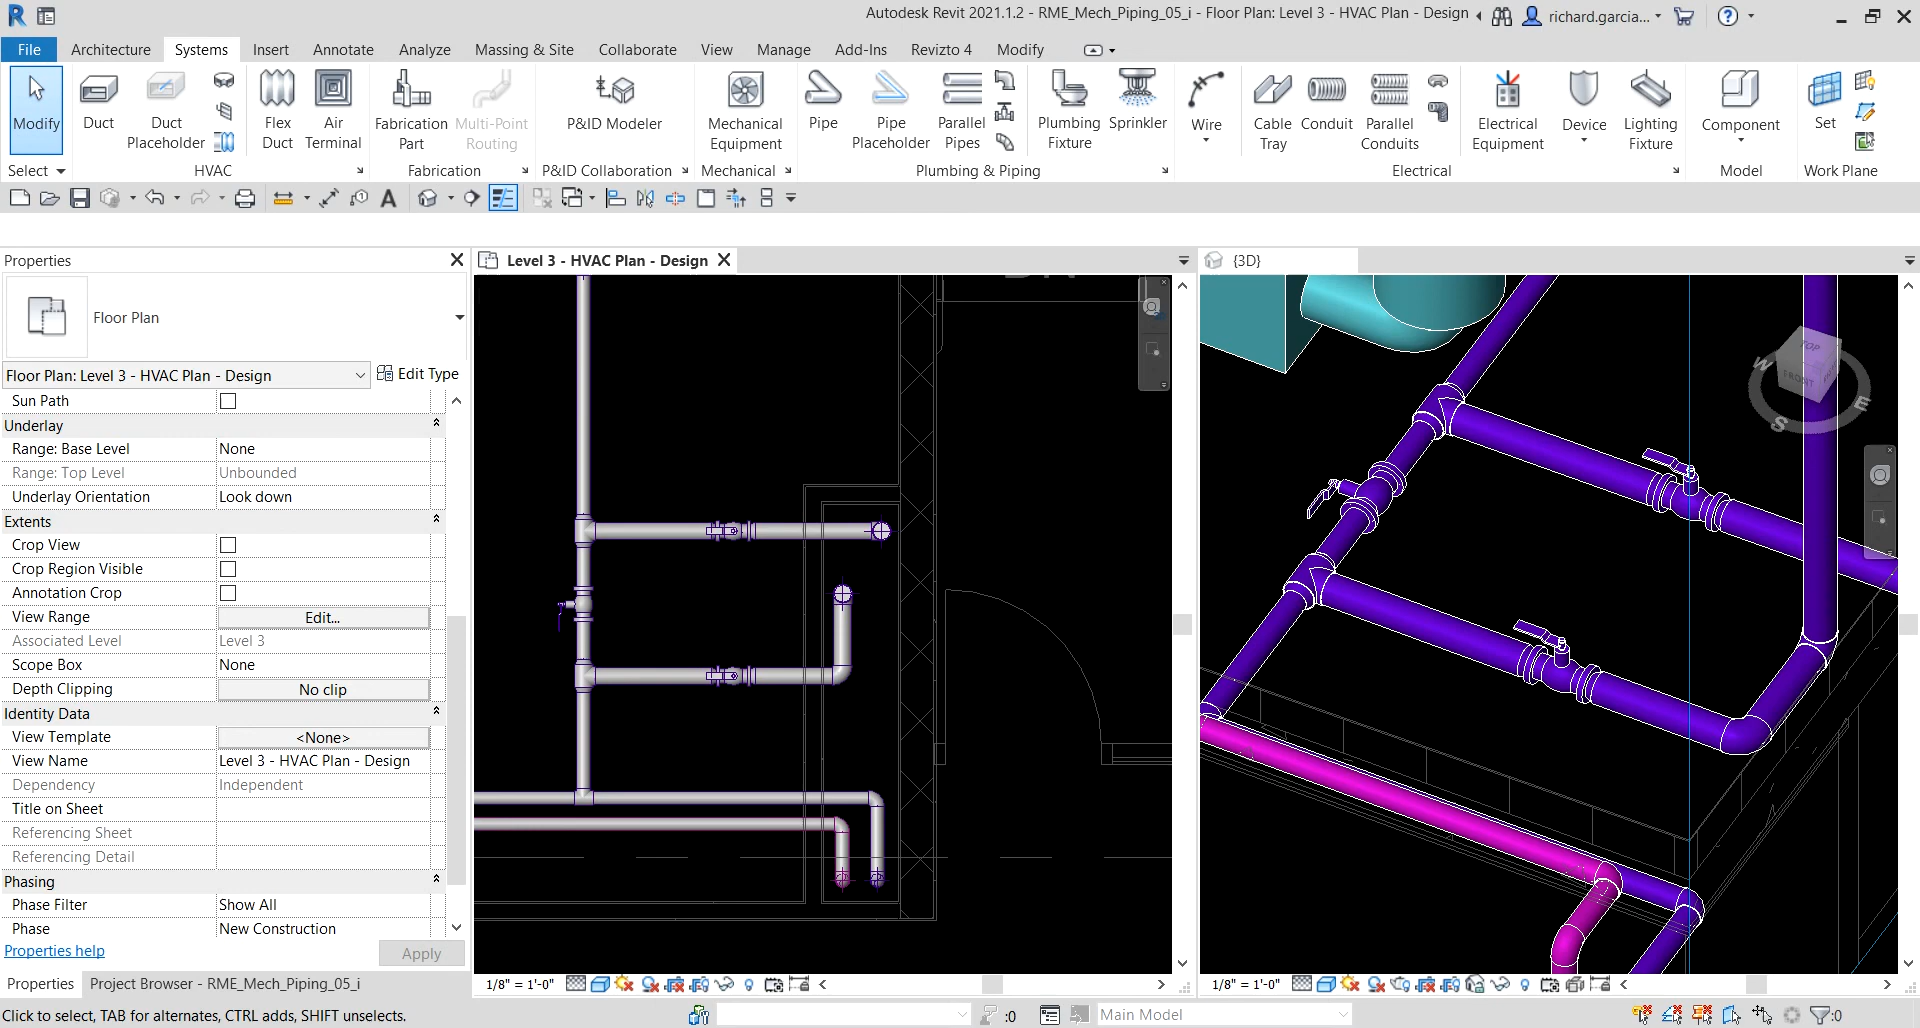 Autodesk Revit 2021.1.2 - RME_Mech_Piping_05_i - Floor Plan: Level 3 - HVAC Plan - Design
richard.garcia...
File Architecture Systems Insert Annotate Analyze Massing & Site Collaborate View Manage Add-Ins Revizto 4 Modify
Modify
Duct
Duct Placeholder
Flex Duct
Air Terminal
Fabrication Part
Multi-Point Routing
P&ID Modeler
Mechanical Equipment
Pipe
Pipe Placeholder
Parallel Pipes
Plumbing Fixture
Sprinkler
Wire
Cable Tray
Conduit
Parallel Conduits
Electrical Equipment
Device
Lighting Fixture
Component
Set
Select HVAC Fabrication P&ID Collaboration Mechanical Plumbing & Piping Electrical Model Work Plane
Properties
Level 3 - HVAC Plan - Design
{3D}
Floor Plan
Floor Plan: Level 3 - HVAC Plan - Design
Edit Type
Sun Path
Underlay
Range: Base Level None
Range: Top Level Unbounded
Underlay Orientation Look down
Extents
Crop View
Crop Region Visible
Annotation Crop
View Range Edit...
Associated Level Level 3
Scope Box None
Depth Clipping No clip
Identity Data
View Template <None>
View Name Level 3 - HVAC Plan - Design
Dependency Independent
Title on Sheet
Referencing Sheet
Referencing Detail
Phasing
Phase Filter Show All
Phase New Construction
Properties help
Apply
Properties
Project Browser - RME_Mech_Piping_05_i
TOP
FRONT
W
S
E
1/8" = 1'-0"
1/8" = 1'-0"
Click to select, TAB for alternates, CTRL adds, SHIFT unselects.
:0
Main Model
:0